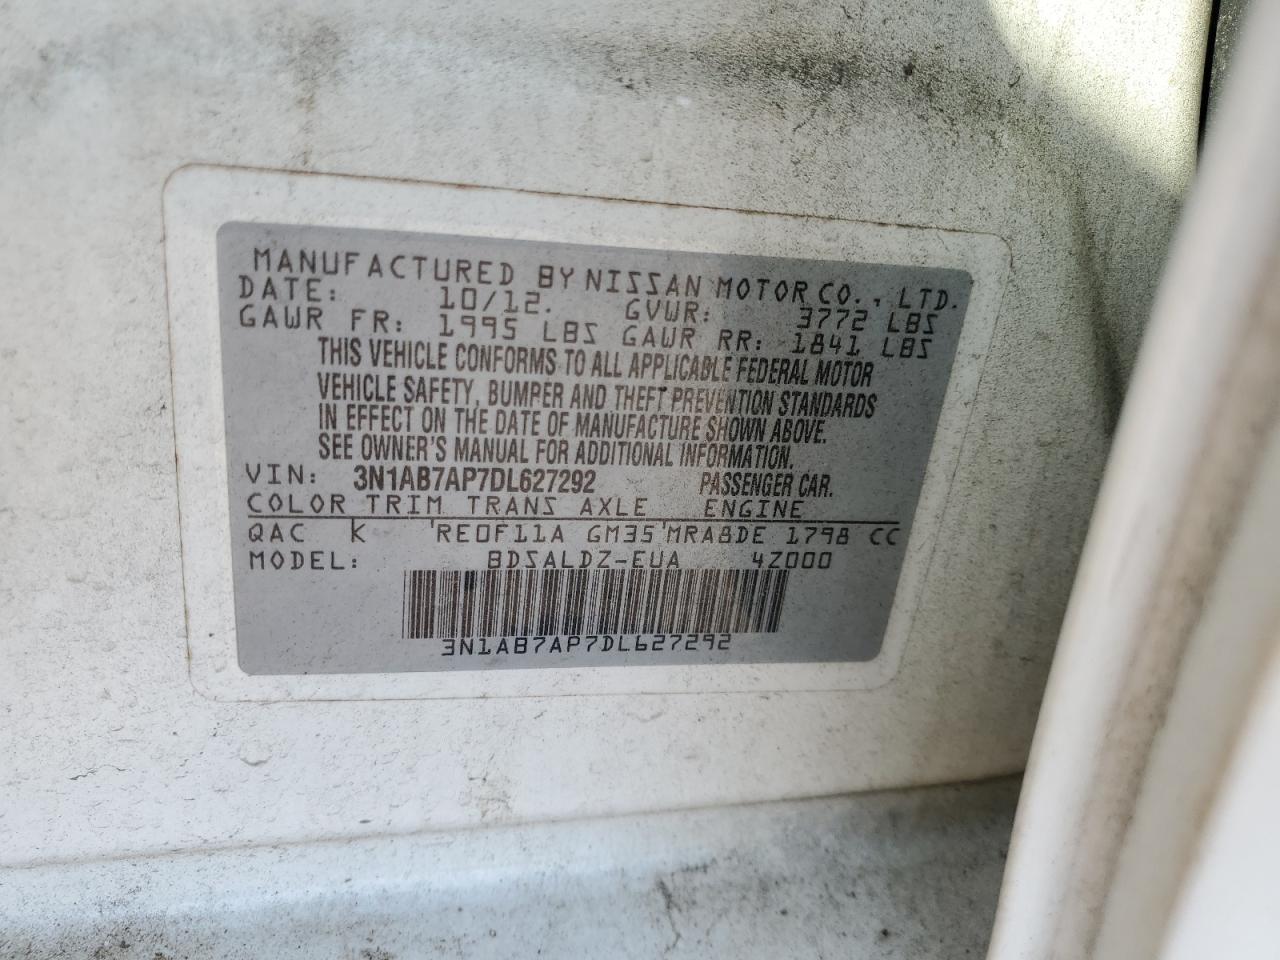 MANUFACTURED BY NISSAN MOTOR CO., LTD.
DATE: 10/12. GVWR: 3772 LBS
GAWR FR: 1995 LBS GAWR RR: 1841 LBS
THIS VEHICLE CONFORMS TO ALL APPLICABLE FEDERAL MOTOR
VEHICLE SAFETY, BUMPER AND THEFT PREVENTION STANDARDS
IN EFFECT ON THE DATE OF MANUFACTURE SHOWN ABOVE.
SEE OWNER'S MANUAL FOR ADDITIONAL INFORMATION.
VIN: 3N1AB7AP7DL627292 PASSENGER CAR.
COLOR TRIM TRANS AXLE ENGINE
QAC K 'RE0F11A GM35'MRA8DE 1798 CC
MODEL: BDSALDZ-EUA 4Z000
3N1AB7AP7DL627292